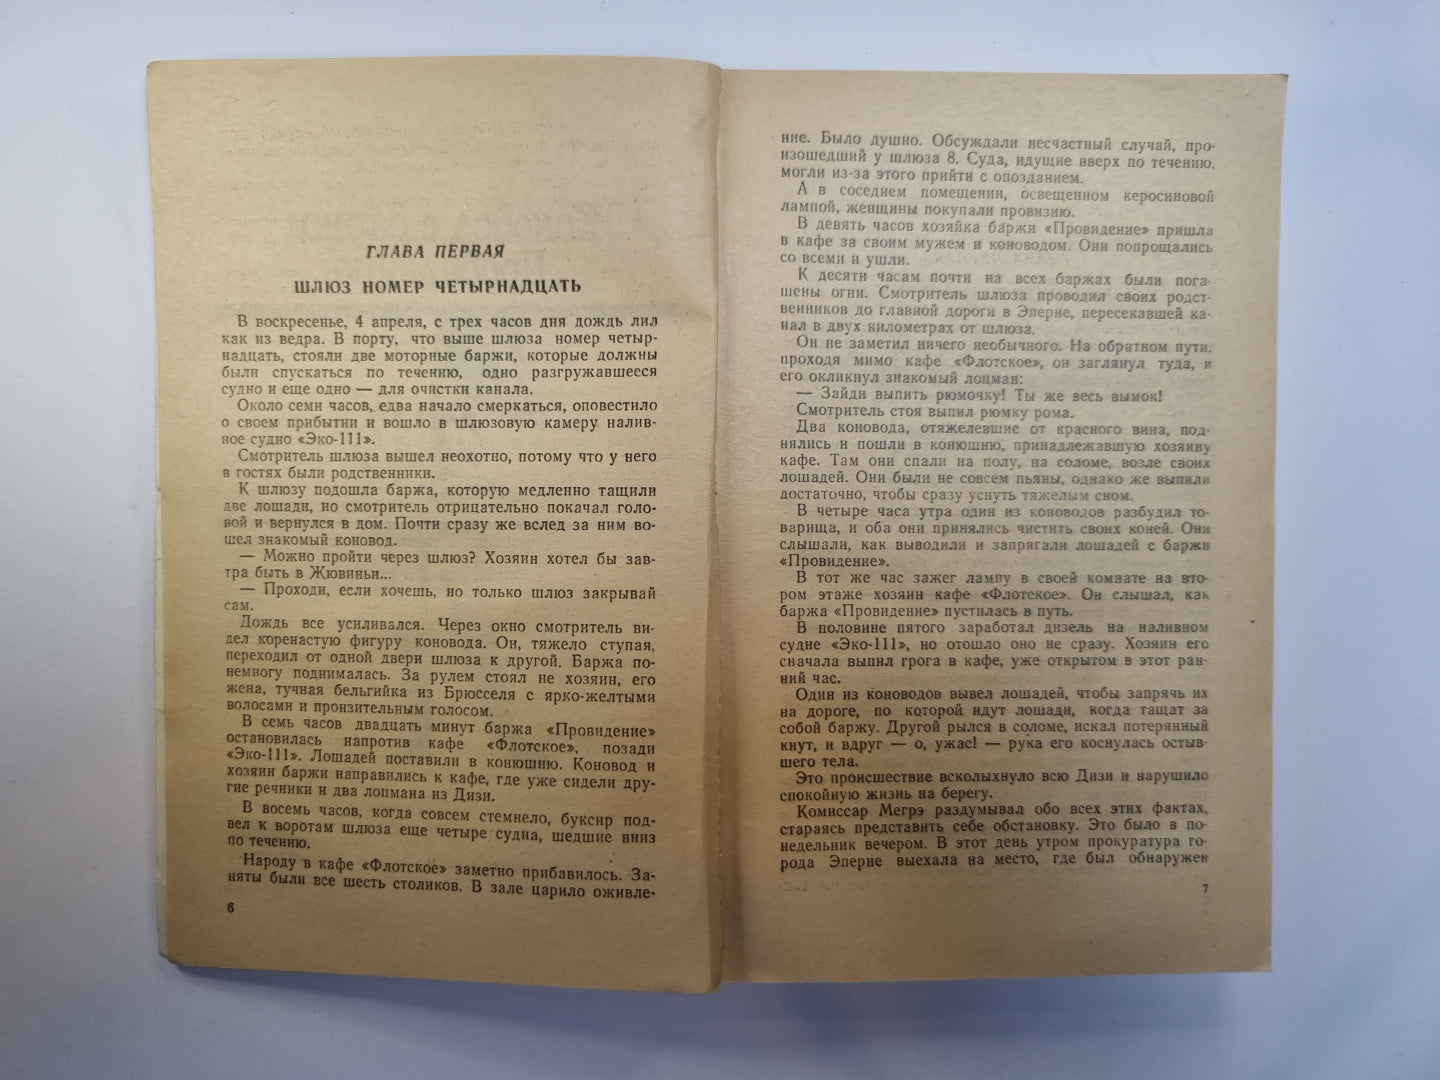 ГЛАВА ПЕРВАЯ
ШЛЮЗ НОМЕР ЧЕТЫРНАДЦАТЬ
В воскресенье, 4 апреля, с трех часов дня дождь лил
как из ведра. В порту, что выше шлюза номер четыр-
надцать, стояли две моторные баржи, которые должны
были спускаться по течению, одно разгружавшееся
судно и еще одно — для очистки канала.
Около семи часов, едва начало смеркаться, оповестило
о своем прибытии и вошло в шлюзовую камеру налив-
ное судно «Эко-111».
Смотритель шлюза вышел неохотно, потому что у него
в гостях были родственники.
К шлюзу подошла баржа, которую медленно тащили
две лошади, но смотритель отрицательно покачал голо-
вой и вернулся в дом. Почти сразу же вслед за ним во-
шел знакомый коновод.
— Можно пройти через шлюз? Хозяин хотел бы зав-
тра быть в Жювиньи...
— Проходи, если хочешь, но только шлюз закрывай
сам.
Дождь все усиливался. Через окно смотритель ви-
дел коренастую фигуру коновода. Он, тяжело ступая,
переходил от одной двери шлюза к другой. Баржа по-
немногу поднималась. За рулем стоял не хозяин, его
жена, тучная бельгийка из Брюсселя с ярко-желтыми
волосами и пронзительным голосом.
В семь часов двадцать минут баржа «Провидение»
остановилась напротив кафе «Флотское», позади
«Эко-111». Лошадей поставили в конюшню. Коновод и
хозяин баржи направились к кафе, где уже сидели дру-
гие речники и два лоцмана из Дизи.
В восемь часов, когда совсем стемнело, буксир под-
вел к воротам шлюза еще четыре судна, шедшие вниз
по течению.
Народу в кафе «Флотское» заметно прибавилось. За-
няты были все шесть столиков. В зале царило оживле-
6
ние. Было душно. Обсуждали несчастный случай, про-
изошедший у шлюза 8. Суда, идущие вверх по течению,
могли из-за этого прийти с опозданием.
А в соседнем помещении, освещенном керосиновой
лампой, женщины покупали провизию.
В девять часов хозяйка баржи «Провидение» пришла
в кафе за своим мужем и коноводом. Они попрощались
со всеми и ушли.
К десяти часам почти на всех баржах были пога-
шены огни. Смотритель шлюза проводил своих родст-
венников до главной дороги в Эперне, пересекавшей ка-
нал в двух километрах от шлюза.
Он не заметил ничего необычного. На обратном пути,
проходя мимо кафе «Флотское», он заглянул туда, и
его окликнул знакомый лоцман:
— Зайди выпить рюмочку! Ты же весь вымок!
Смотритель стоя выпил рюмку рома.
Два коновода, отяжелевшие от красного вина, под-
нялись и пошли в конюшню, принадлежавшую хозяину
кафе. Там они спали на полу, на соломе, возле своих
лошадей. Они были не совсем пьяны, однако же выпили
достаточно, чтобы сразу уснуть тяжелым сном.
В четыре часа утра один из коноводов разбудил то-
варища, и оба они принялись чистить своих коней. Они
слышали, как выводили и запрягали лошадей с баржи
«Провидение».
В тот же час зажег лампу в своей комнате на вто-
ром этаже хозяин кафе «Флотское». Он слышал, как
баржа «Провидение» пустилась в путь.
В половине пятого заработал дизель на наливном
судне «Эко-111», но отошло оно не сразу. Хозяин его
сначала выпил грога в кафе, уже открытом в этот ран-
ний час.
Один из коноводов вывел лошадей, чтобы запрячь их
на дороге, по которой идут лошади, когда тащат за
собой баржу. Другой рылся в соломе, искал потерянный
кнут, и вдруг — о, ужас! — рука его коснулась остыв-
шего тела.
Это происшествие всколыхнуло всю Дизи и нарушило
спокойную жизнь на берегу.
Комиссар Мегрэ раздумывал обо всех этих фактах,
стараясь представить себе обстановку. Это было в по-
недельник вечером. В этот день утром прокуратура го-
рода Эперне выехала на место, где был обнаружен
7